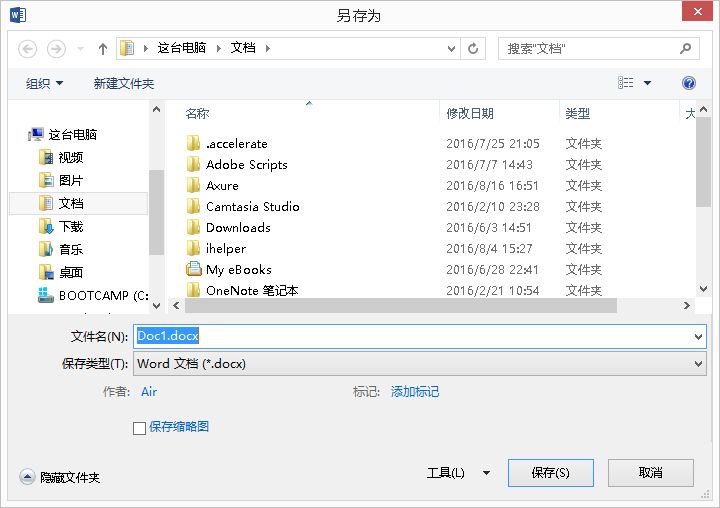 另存为
这台电脑 文档
搜索"文档"
组织 新建文件夹
名称 修改日期 类型 大
这台电脑
视频
图片
文档
下载
音乐
桌面
BOOTCAMP (C:
.accelerate 2016/7/25 21:05 文件夹
Adobe Scripts 2016/7/7 14:43 文件夹
Axure 2016/8/16 16:51 文件夹
Camtasia Studio 2016/2/10 23:28 文件夹
Downloads 2016/6/3 14:51 文件夹
ihelper 2016/8/4 15:27 文件夹
My eBooks 2016/6/28 22:41 文件夹
OneNote 笔记本 2016/2/21 10:54 文件夹
文件名(N): Doc1.docx
保存类型(T): Word 文档 (*.docx)
作者: Air 标记: 添加标记
保存缩略图
隐藏文件夹 工具(L) 保存(S) 取消